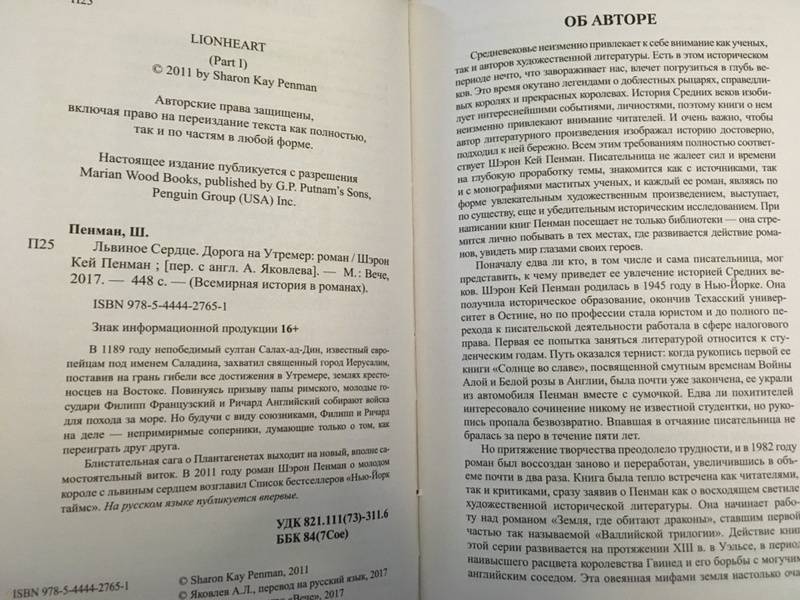 П25
LIONHEART
(Part I)
© 2011 by Sharon Kay Penman
Авторские права защищены,
включая право на переиздание текста как полностью,
так и по частям в любой форме.
Настоящее издание публикуется с разрешения
Marian Wood Books, published by G.P. Putnam's Sons,
Penguin Group (USA) Inc.
Пенман, Ш.
П25 Львиное Сердце. Дорога на Утремер: роман / Шэрон
Кей Пенман ; [пер. с англ. А. Яковлева]. — М.: Вече,
2017. — 448 с. — (Всемирная история в романах).
ISBN 978-5-4444-2765-1
Знак информационной продукции 16+
В 1189 году непобедимый султан Салах-ад-Дин, известный евро-
пейцам под именем Саладина, захватил священный город Иерусалим,
поставив на грань гибели все достижения в Утремере, землях кресто-
носцев на Востоке. Повинуясь призыву папы римского, молодые го-
судари Филипп Французский и Ричард Английский собирают войска
для похода за море. Но будучи с виду союзниками, Филипп и Ричард
на деле — непримиримые соперники, думающие только о том, как
переиграть друг друга.
Блистательная сага о Плантагенетах выходит на новый, вполне са-
мостоятельный виток. В 2011 году роман Шэрон Пенман о молодом
короле с львиным сердцем возглавил Список бестселлеров «Нью-Йорк
таймс». На русском языке публикуется впервые.
УДК 821.111(73)-311.6
ББК 84(7Сое)
ISBN 978-5-4444-2765-1
© Sharon Kay Penman, 2011
© Яковлев А.Л., перевод на русский язык, 2017
«Вече», 2017
ОБ АВТОРЕ
Средневековье неизменно привлекает к себе внимание как ученых,
так и авторов художественной литературы. Есть в этом историческом
периоде нечто, что завораживает нас, влечет погрузиться в глубь ве-
ков. Это время окутано легендами о доблестных рыцарях, справедли-
вых королях и прекрасных королевах. История Средних веков изоби-
лует интереснейшими событиями, личностями, поэтому книги о нем
неизменно привлекают внимание читателей. И очень важно, чтобы
автор литературного произведения изображал историю достоверно,
подходил к ней бережно. Всем этим требованиям полностью соответ-
ствует Шэрон Кей Пенман. Писательница не жалеет сил и времени
на глубокую проработку темы, знакомится как с источниками, так
и с монографиями маститых ученых, и каждый ее роман, являясь по
форме увлекательным художественным произведением, выступает,
по существу, еще и убедительным историческим исследованием. При
написании книг Пенман посещает не только библиотеки — она стре-
мится лично побывать в тех местах, где развивается действие рома-
нов, увидеть мир глазами своих героев.
Поначалу едва ли кто, в том числе и сама писательница, мог
представить, к чему приведет ее увлечение историей Средних ве-
ков. Шэрон Кей Пенман родилась в 1945 году в Нью-Йорке. Она
получила историческое образование, окончив Техасский универ-
ситет в Остине, но по профессии стала юристом и до полного пе-
рехода к писательской деятельности работала в сфере налогового
права. Первая ее попытка заняться литературой относится к сту-
денческим годам. Путь оказался тернист: когда рукопись первой ее
книги «Солнце во славе», посвященной смутным временам Войны
Алой и Белой розы в Англии, была почти уже закончена, ее украли
из автомобиля Пенман вместе с сумочкой. Едва ли похитителей
интересовало сочинение никому не известной студентки, но руко-
пись пропала безвозвратно. Впавшая в отчаяние писательница не
бралась за перо в течение пяти лет.
Но притяжение творчества преодолело трудности, и в 1982 году
роман был воссоздан заново и переработан, увеличившись в объ-
еме почти в два раза. Книга была тепло встречена как читателями,
так и критиками, сразу заявив о Пенман как о восходящем светиле
художественной исторической литературы. Она начинает рабо-
ту над романом «Земля, где обитают драконы», ставшим первой
частью так называемой «Валлийской трилогии». Действие книг
этой серии развивается на протяжении XIII в. в Уэльсе, в период
наивысшего расцвета королевства Гвинед и его борьбы с могучим
английским соседом. Эта овеянная мифами земля настолько оча